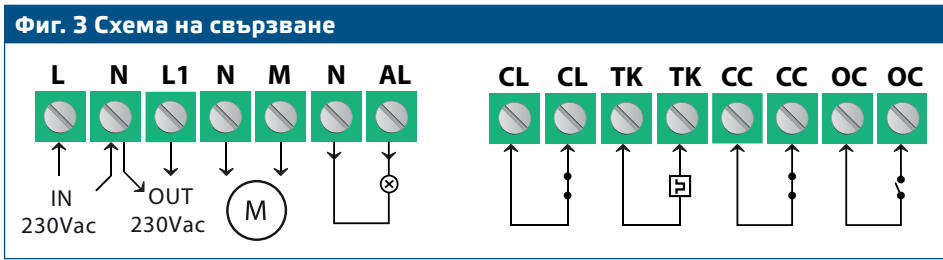 Фиг. 3 Схема на свързване
L N L1 N M N AL CL CL TK TK CC CC OC OC
IN OUT M
230Vac 230Vac